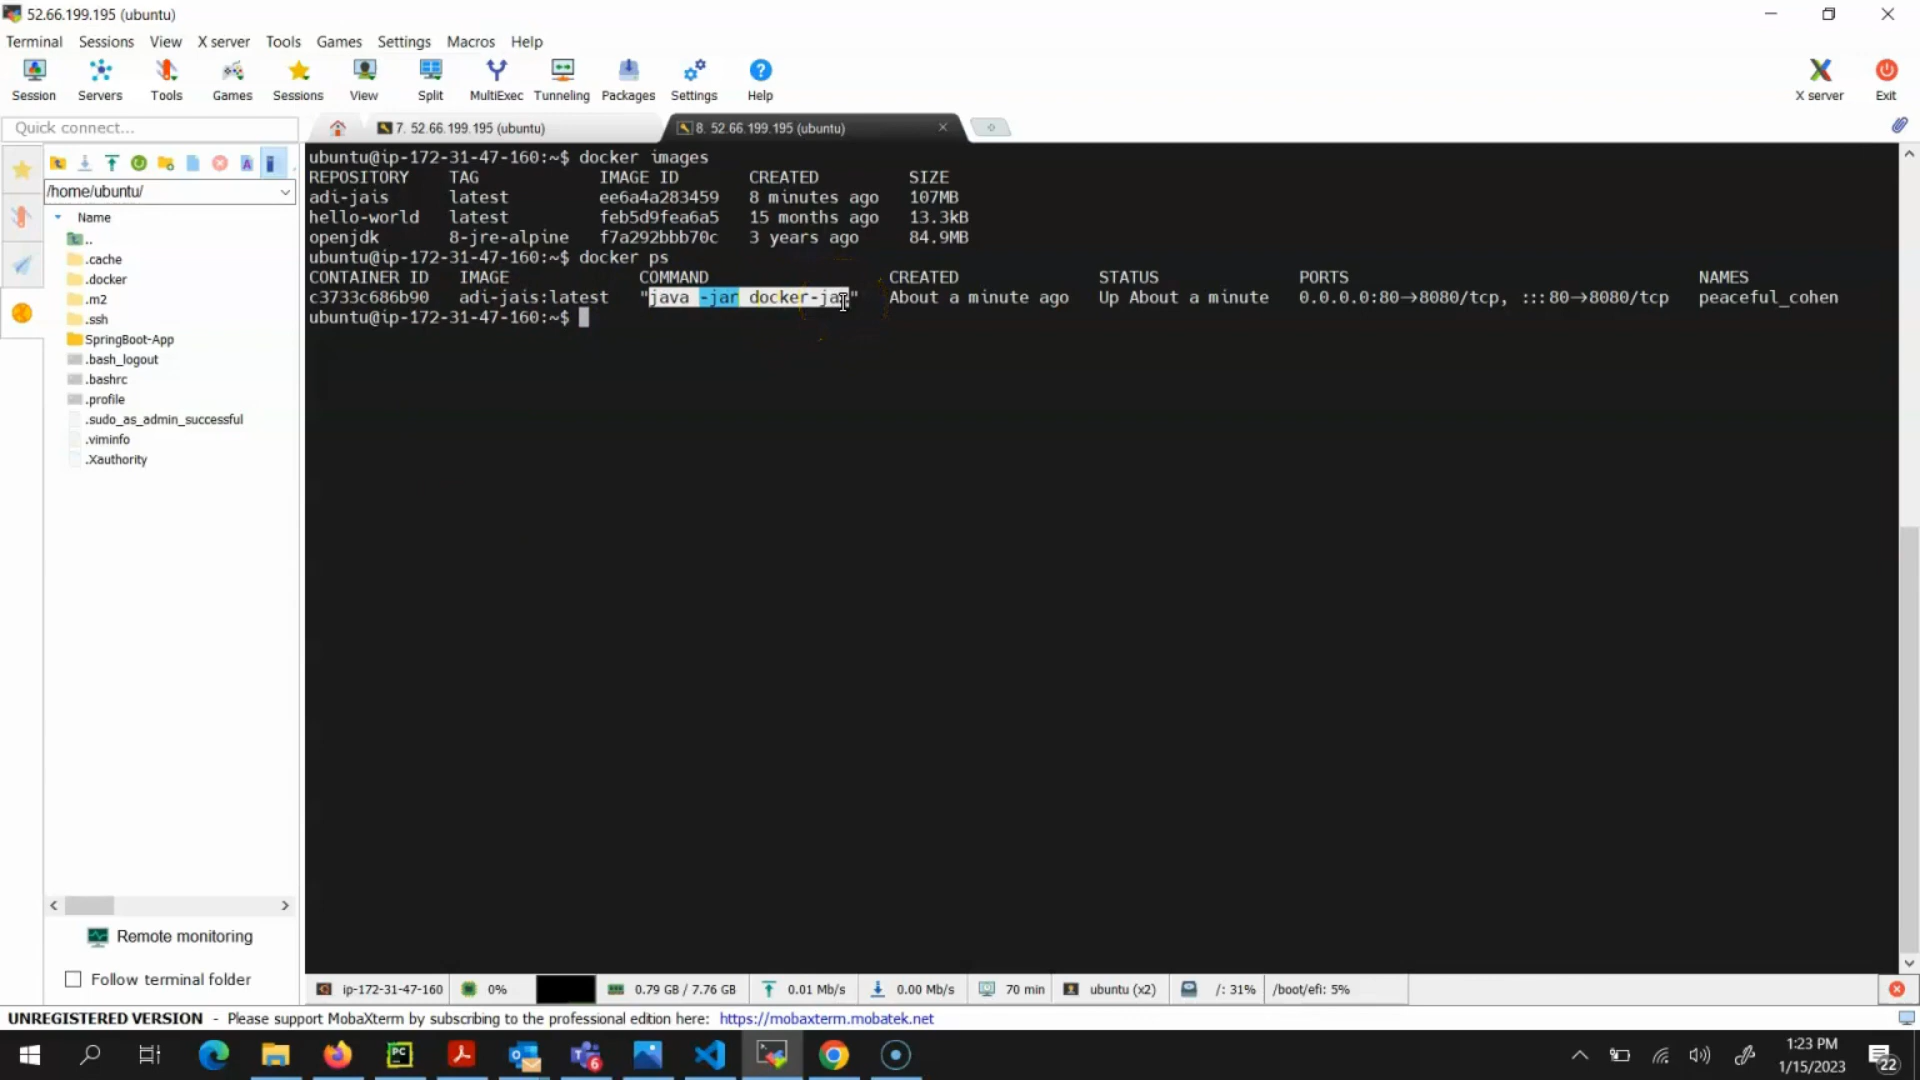 52.66.199.195 (ubuntu)
Terminal Sessions View X server Tools Games Settings Macros Help
Session Servers Tools Games Sessions View Split MultiExec Tunneling Packages Settings Help X server Exit
Quick connect...
7. 52.66.199.195 (ubuntu)
8. 52.66.199.195 (ubuntu)
/home/ubuntu/
Name
..
.cache
.docker
.m2
.ssh
SpringBoot-App
.bash_logout
.bashrc
.profile
.sudo_as_admin_successful
.viminfo
.Xauthority
Remote monitoring
Follow terminal folder
ubuntu@ip-172-31-47-160:~$ docker images
REPOSITORY TAG IMAGE ID CREATED SIZE
adi-jais latest ee6a4a283459 8 minutes ago 107MB
hello-world latest feb5d9fea6a5 15 months ago 13.3kB
openjdk 8-jre-alpine f7a292bbb70c 3 years ago 84.9MB
ubuntu@ip-172-31-47-160:~$ docker ps
CONTAINER ID IMAGE COMMAND CREATED STATUS PORTS NAMES
c3733c686b90 adi-jais:latest "java -jar docker-ja…" About a minute ago Up About a minute 0.0.0.0:80→8080/tcp, :::80→8080/tcp peaceful_cohen
ubuntu@ip-172-31-47-160:~$
ip-172-31-47-160 0% 0.79 GB / 7.76 GB 0.01 Mb/s 0.00 Mb/s 70 min ubuntu (x2) /: 31% /boot/efi: 5%
UNREGISTERED VERSION - Please support MobaXterm by subscribing to the professional edition here: https://mobaxterm.mobatek.net
PC
6
1:23 PM
1/15/2023
22